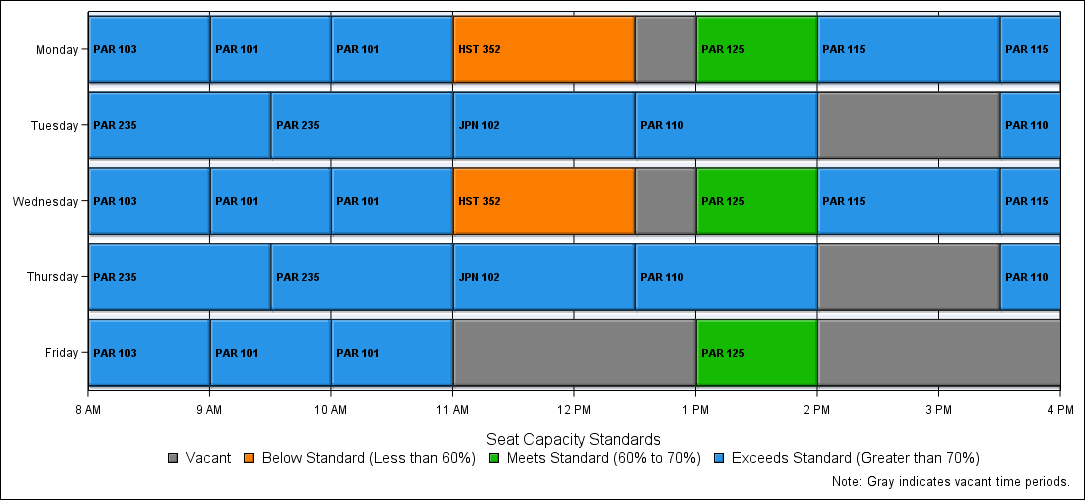 Monday PAR 103 PAR 101 PAR 101 HST 352 PAR 125 PAR 115 PAR 115
Tuesday PAR 235 PAR 235 JPN 102 PAR 110 PAR 110
Wednesday PAR 103 PAR 101 PAR 101 HST 352 PAR 125 PAR 115 PAR 115
Thursday PAR 235 PAR 235 JPN 102 PAR 110 PAR 110
Friday PAR 103 PAR 101 PAR 101 PAR 125
8 AM 9 AM 10 AM 11 AM 12 PM 1 PM 2 PM 3 PM 4 PM
Seat Capacity Standards
Vacant Below Standard (Less than 60%) Meets Standard (60% to 70%) Exceeds Standard (Greater than 70%)
Note: Gray indicates vacant time periods.